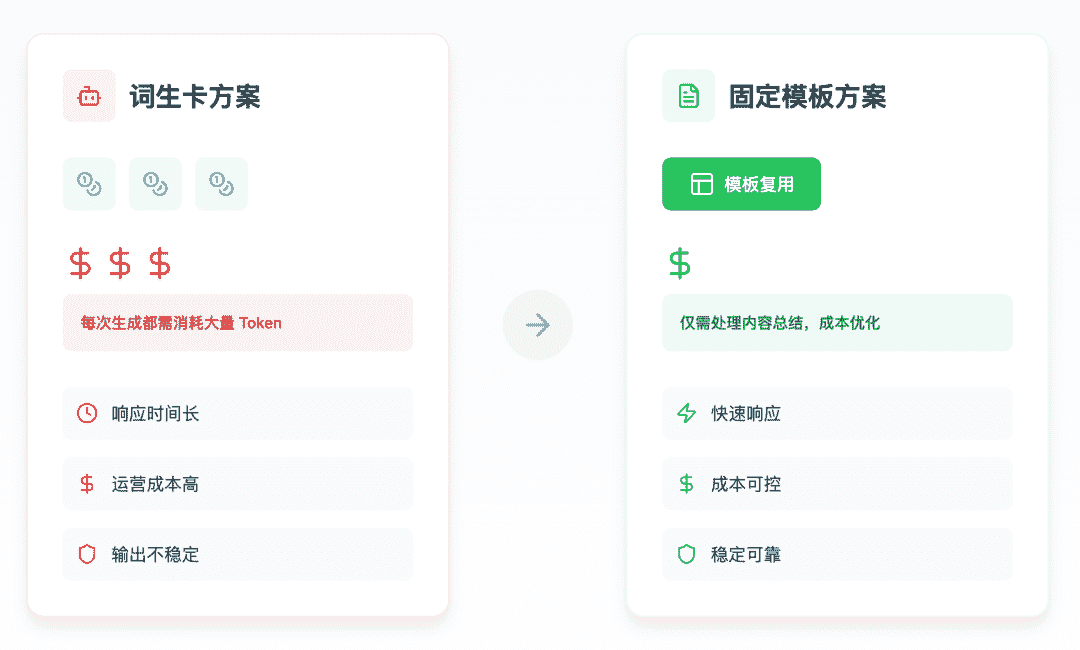 词生卡方案
$ $ $
每次生成都需消耗大量 Token
响应时间长
$ 运营成本高
输出不稳定
固定模板方案
模板复用
$
仅需处理内容总结，成本优化
快速响应
$ 成本可控
稳定可靠